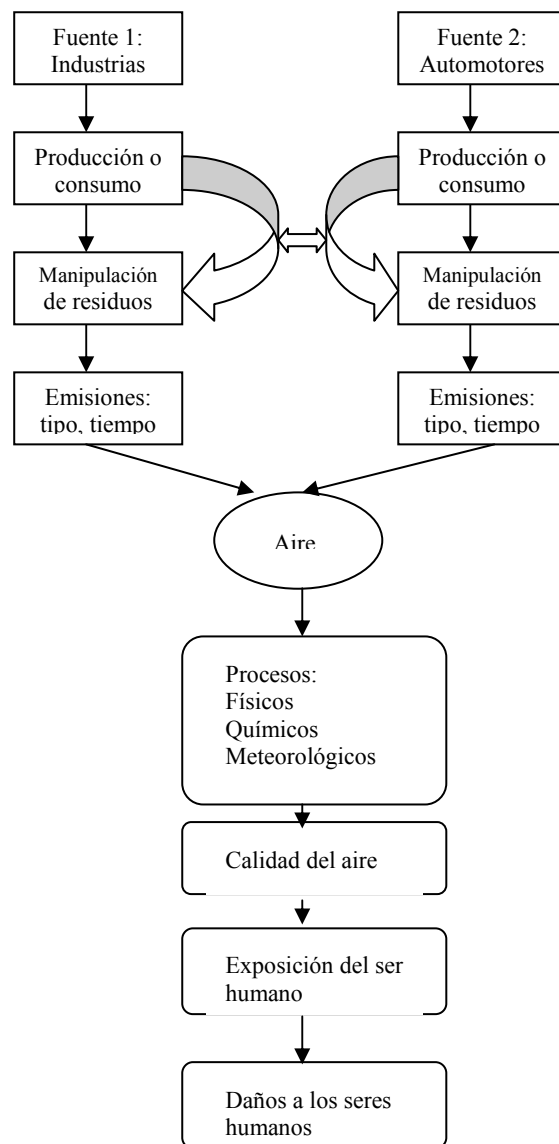 Fuente 1:
Industrias
Fuente 2:
Automotores
Producción o
consumo
Producción o
consumo
Manipulación
de residuos
Manipulación
de residuos
Emisiones:
tipo, tiempo
Emisiones:
tipo, tiempo
Aire
Procesos:
Físicos
Químicos
Meteorológicos
Calidad del aire
Exposición del ser
humano
Daños a los seres
humanos